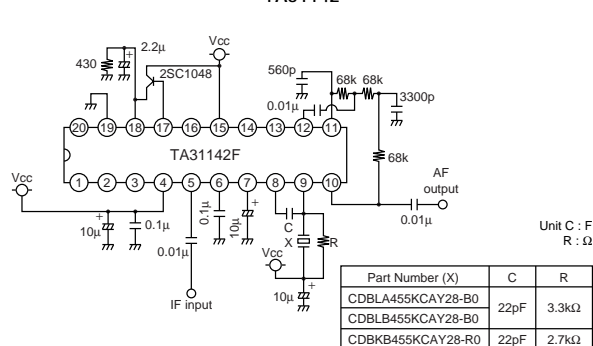 2.2µ
Vcc
+
430
2SC1048
560p
68k 68k
3300p
0.01µ
20 19 18 17 16 15 14 13 12 11
TA31142F
68k
1 2 3 4 5 6 7 8 9 10
AF
output
Vcc
+
10µ
0.1µ
0.01µ
0.1µ
10µ
+
C
X
R
0.01µ
Vcc
+
10µ
IF input
Unit C : F
R : Ω
Part Number (X) C R
CDBLA455KCAY28-B0 22pF 3.3kΩ
CDBLB455KCAY28-B0
CDBKB455KCAY28-R0 22pF 2.7kΩ